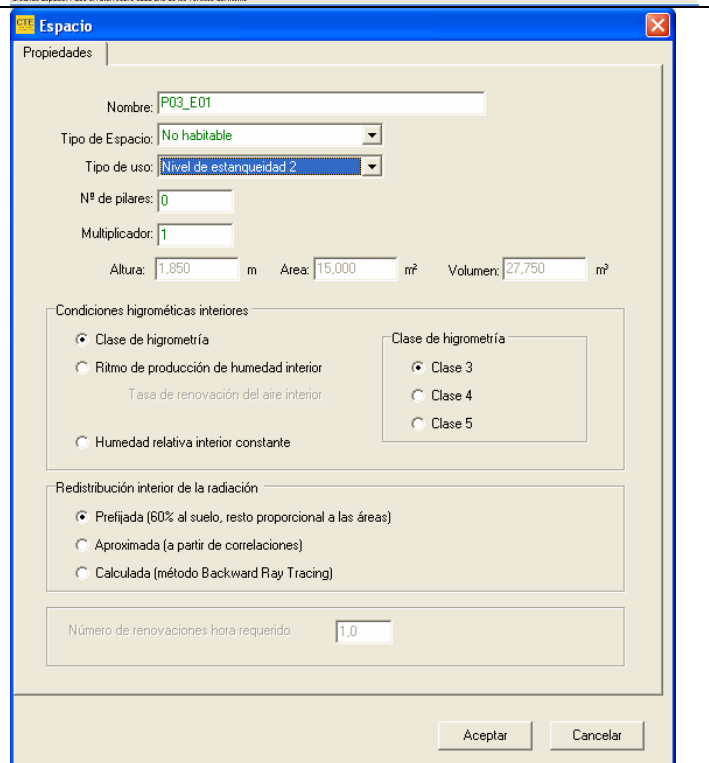 CTE Espacio
Propiedades
Nombre: P03_E01
Tipo de Espacio: No habitable
Tipo de uso: Nivel de estanqueidad 2
Nª de pilares: 0
Multiplicador: 1
Altura: 1,850 m Area: 15,000 m² Volumen: 27,750 m³
Condiciones higrométicas interiores
Clase de higrometría
Ritmo de producción de humedad interior
Tasa de renovación del aire interior
Humedad relativa interior constante
Clase de higrometría
Clase 3
Clase 4
Clase 5
Redistribución interior de la radiación
Prefijada (60% al suelo, resto proporcional a las áreas)
Aproximada (a partir de correlaciones)
Calculada (método Backward Ray Tracing)
Número de renovaciones hora requerido 1,0
Aceptar Cancelar